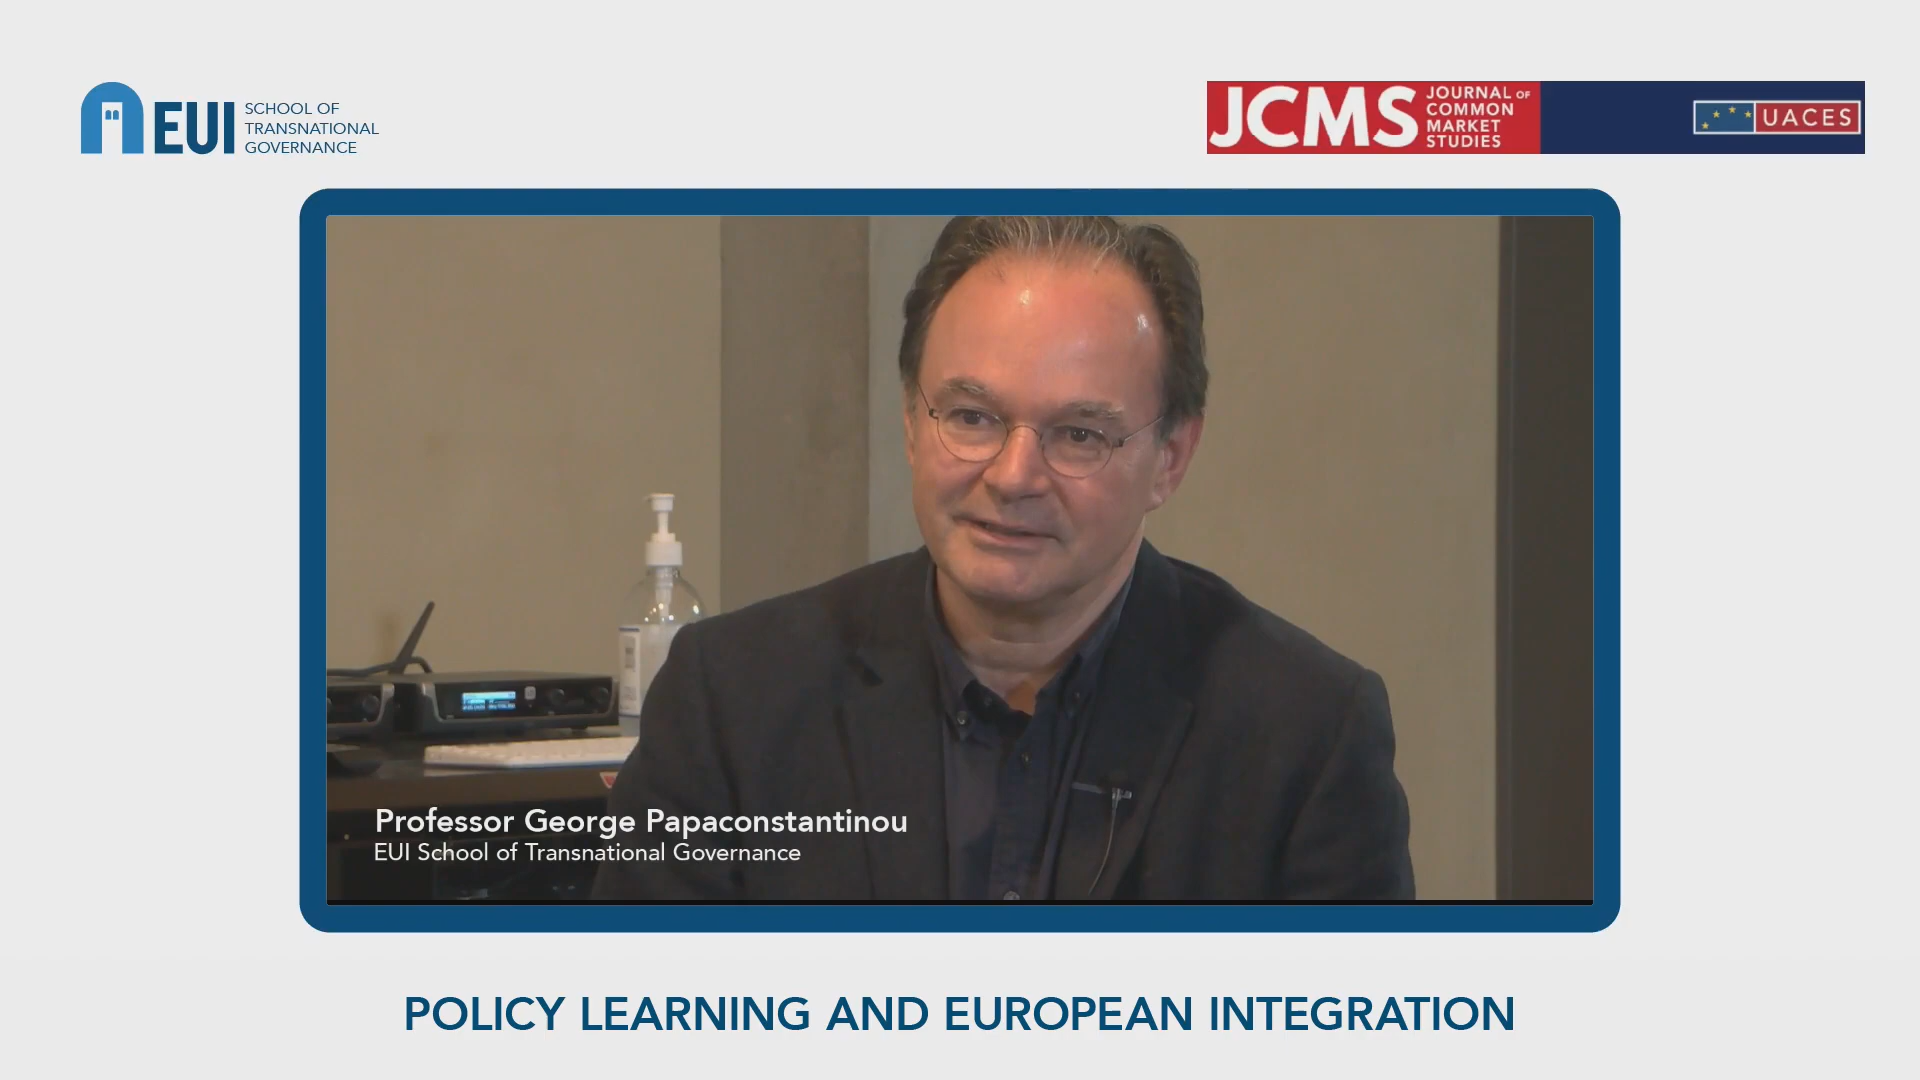 EUI
SCHOOL OF
TRANSNATIONAL
GOVERNANCE
JCMS
JOURNAL OF
COMMON
MARKET
STUDIES
UACES
Professor George Papaconstantinou
EUI School of Transnational Governance
POLICY LEARNING AND EUROPEAN INTEGRATION